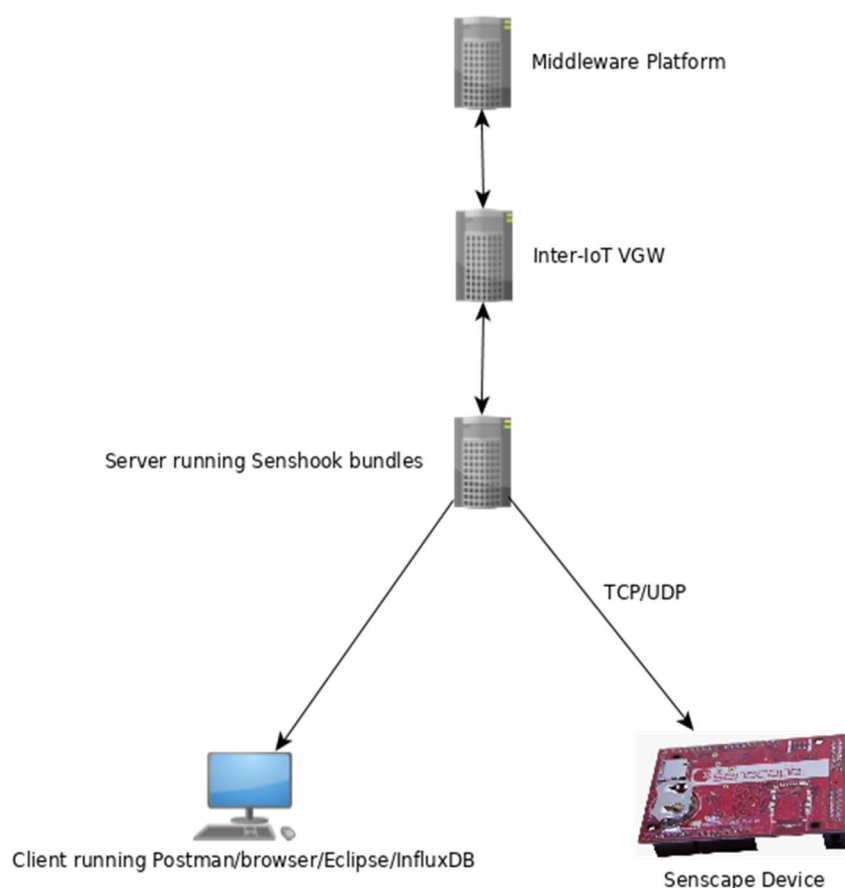 Middleware Platform
Inter-IoT VGW
Server running Senshook bundles
TCP/UDP
senscape
Client running Postman/browser/Eclipse/InfluxDB
Senscape Device